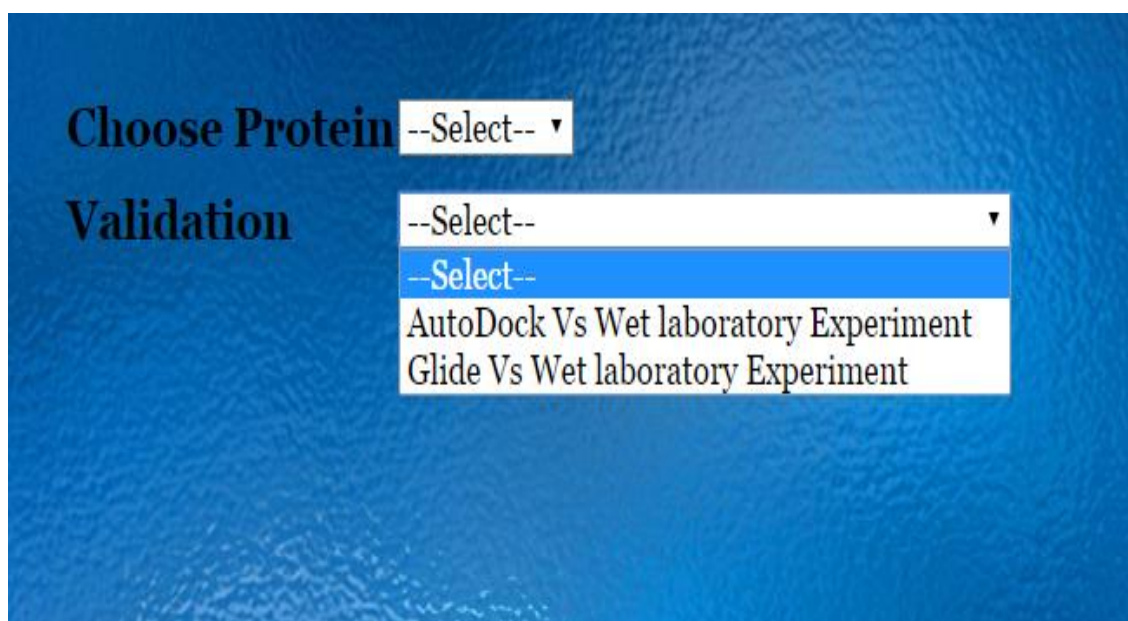 Choose Protein --Select--
Validation --Select--
--Select--
AutoDock Vs Wet laboratory Experiment
Glide Vs Wet laboratory Experiment